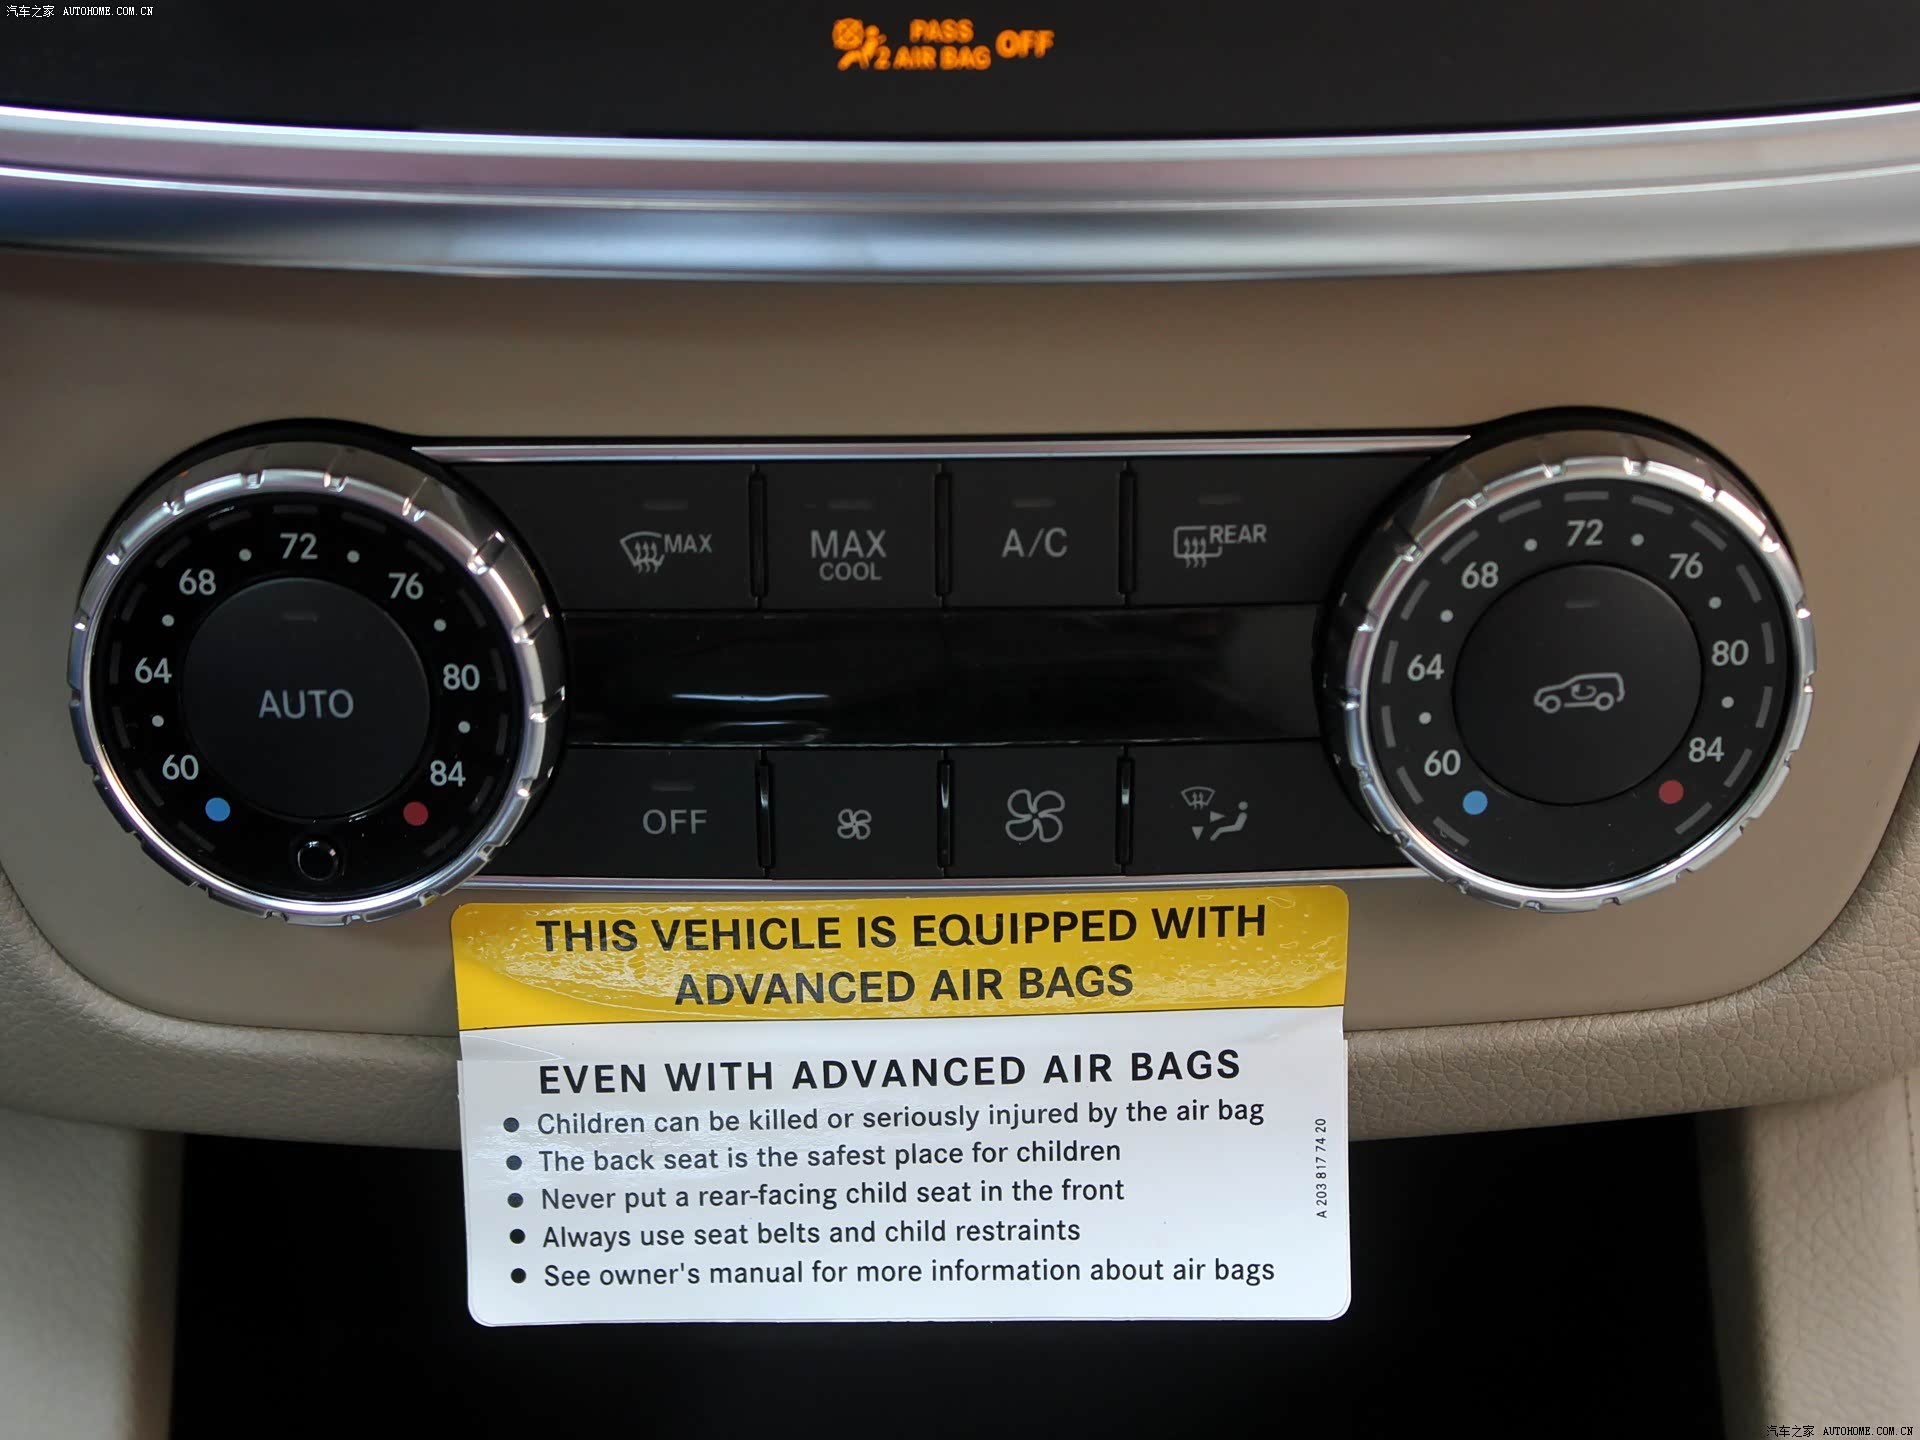 汽车之家 AUTOHOME.COM.CN
PASS
2 AIR BAG OFF
MAX
MAX
COOL
A/C
REAR
72
68
76
64
80
60
84
AUTO
72
68
76
64
80
60
84
OFF
THIS VEHICLE IS EQUIPPED WITH
ADVANCED AIR BAGS
EVEN WITH ADVANCED AIR BAGS
• Children can be killed or seriously injured by the air bag
• The back seat is the safest place for children
• Never put a rear-facing child seat in the front
• Always use seat belts and child restraints
• See owner's manual for more information about air bags
A 203 817 74 20
汽车之家 AUTOHOME.COM.CN